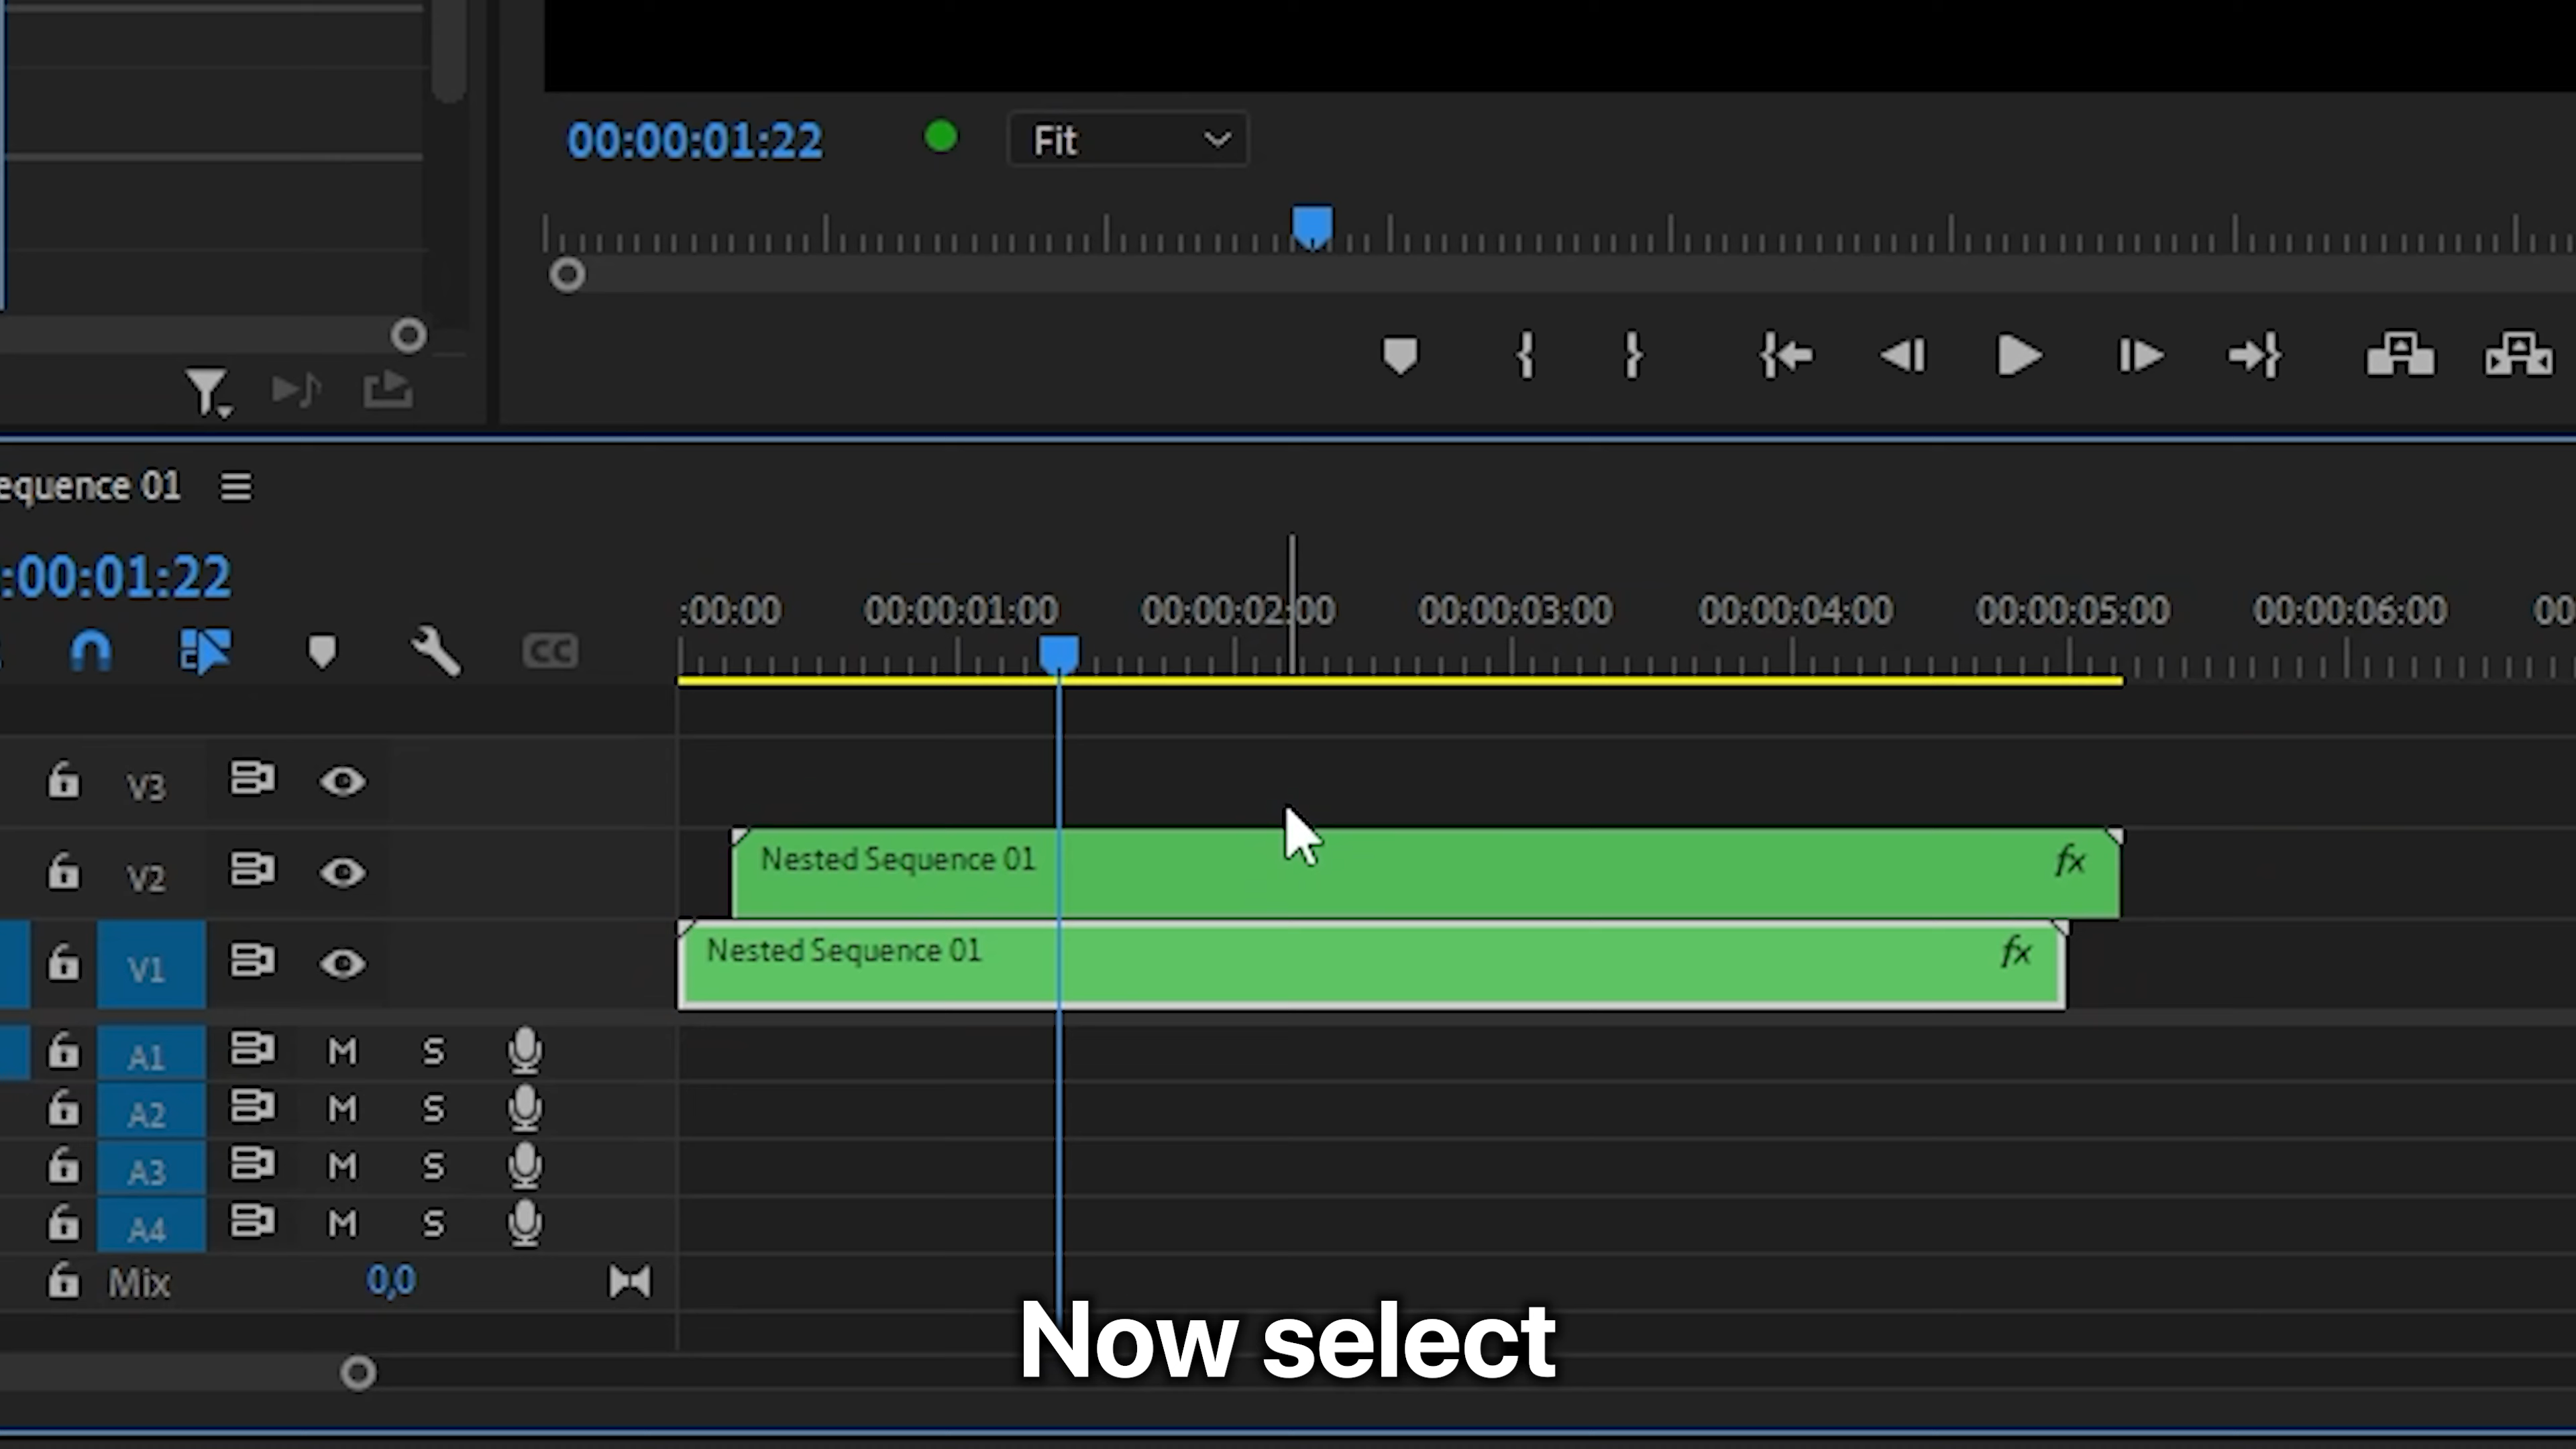 00:00:01:22
Fit
equence 01
:00:01:22
:00:00 00:00:01:00 00:00:02:00 00:00:03:00 00:00:04:00 00:00:05:00 00:00:06:00 00
CC
V3
V2 Nested Sequence 01 fx
V1 Nested Sequence 01 fx
A1 M S
A2 M S
A3 M S
A4 M S
Mix 0,0
Now select